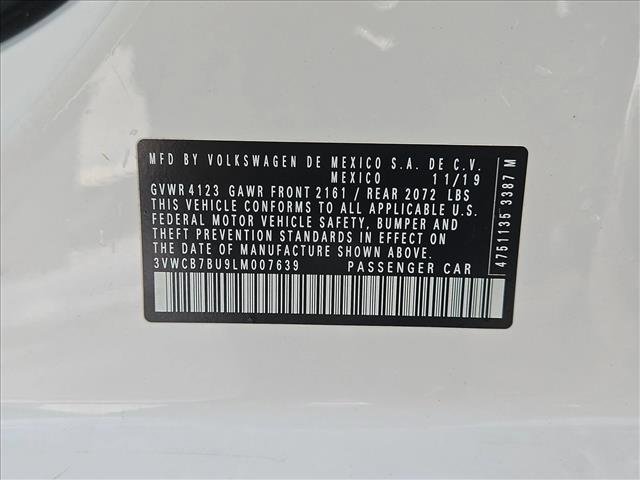 MFD BY VOLKSWAGEN DE MEXICO S.A. DE C.V.
MEXICO 11/19
GVWR 4123 GAWR FRONT 2161 / REAR 2072 LBS
THIS VEHICLE CONFORMS TO ALL APPLICABLE U.S.
FEDERAL MOTOR VEHICLE SAFETY, BUMPER AND
THEFT PREVENTION STANDARDS IN EFFECT ON
THE DATE OF MANUFACTURE SHOWN ABOVE.
3VWCB7BU9LM007639 PASSENGER CAR
4751135 3387 M